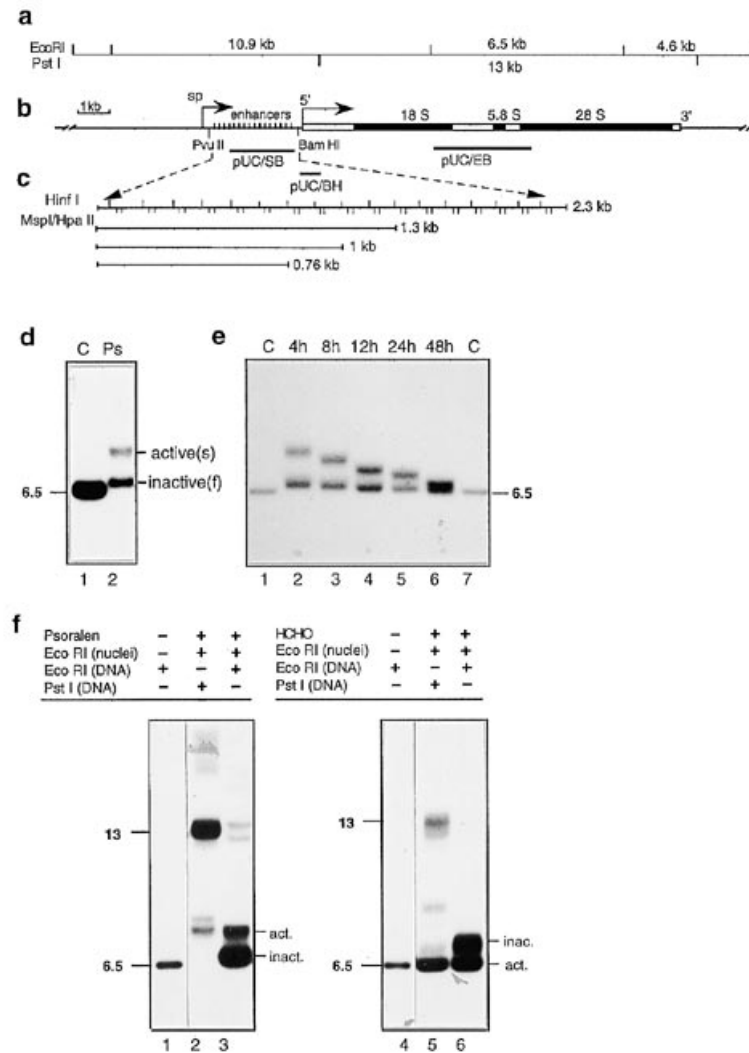 a
EcoRI 10.9 kb 6.5 kb 4.6 kb
Pst I 13 kb
b
1kb sp enhancers 5' 18 S 5.8 S 28 S 3'
Pvu II Bam HI
pUC/SB pUC/EB
pUC/BH
c
Hinf I 2.3 kb
MspI/Hpa II
1.3 kb
1 kb
0.76 kb
d
C Ps
active(s)
inactive(f)
6.5
1 2
e
C 4h 8h 12h 24h 48h C
6.5
1 2 3 4 5 6 7
f
Psoralen − + +
Eco RI (nuclei) − + +
Eco RI (DNA) + − +
Pst I (DNA) − + −
13
act.
inact.
6.5
1 2 3
HCHO − + +
Eco RI (nuclei) − + +
Eco RI (DNA) + − +
Pst I (DNA) − + −
13
inac.
act.
6.5
4 5 6